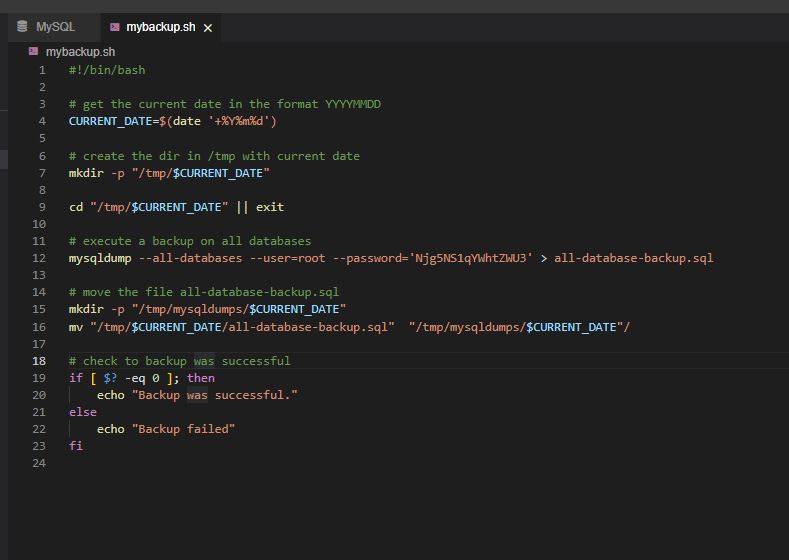 MySQL mybackup.sh ×
mybackup.sh
1 #!/bin/bash
2
3 # get the current date in the format YYYYMMDD
4 CURRENT_DATE=$(date '+%Y%m%d')
5
6 # create the dir in /tmp with current date
7 mkdir -p "/tmp/$CURRENT_DATE"
8
9 cd "/tmp/$CURRENT_DATE" || exit
10
11 # execute a backup on all databases
12 mysqldump --all-databases --user=root --password='Njg5NS1qYWhtZWU3' > all-database-backup.sql
13
14 # move the file all-database-backup.sql
15 mkdir -p "/tmp/mysqldumps/$CURRENT_DATE"
16 mv "/tmp/$CURRENT_DATE/all-database-backup.sql"  "/tmp/mysqldumps/$CURRENT_DATE"/
17
18 # check to backup was successful
19 if [ $? -eq 0 ]; then
20     echo "Backup was successful."
21 else
22     echo "Backup failed"
23 fi
24